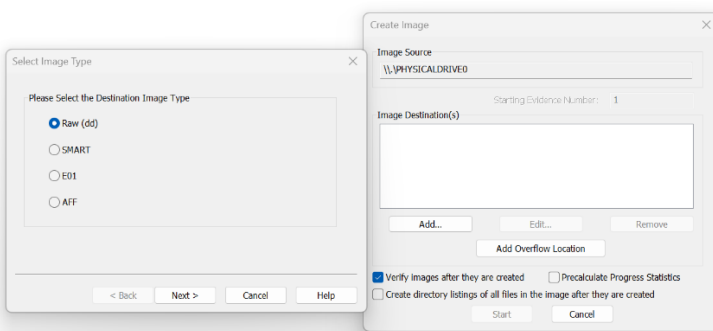 Select Image Type
Please Select the Destination Image Type
Raw (dd)
SMART
E01
AFF
< Back Next > Cancel Help
Create Image
Image Source
\\.\PHYSICALDRIVE0
Starting Evidence Number: 1
Image Destination(s)
Add... Edit... Remove
Add Overflow Location
Verify images after they are created Precalculate Progress Statistics
Create directory listings of all files in the image after they are created
Start Cancel